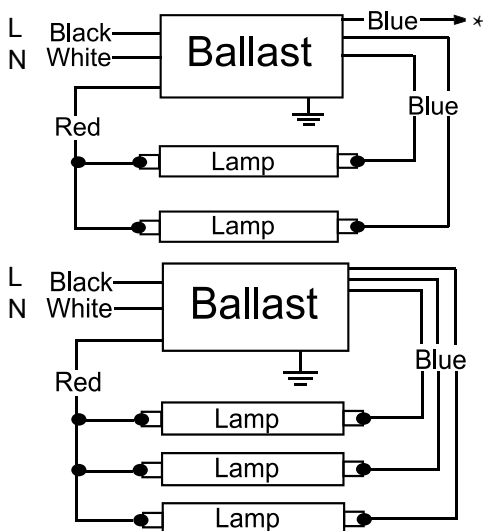 L Black
Blue *
N White
Ballast
Red
Blue
Lamp
Lamp
L Black
N White
Ballast
Red
Blue
Lamp
Lamp
Lamp